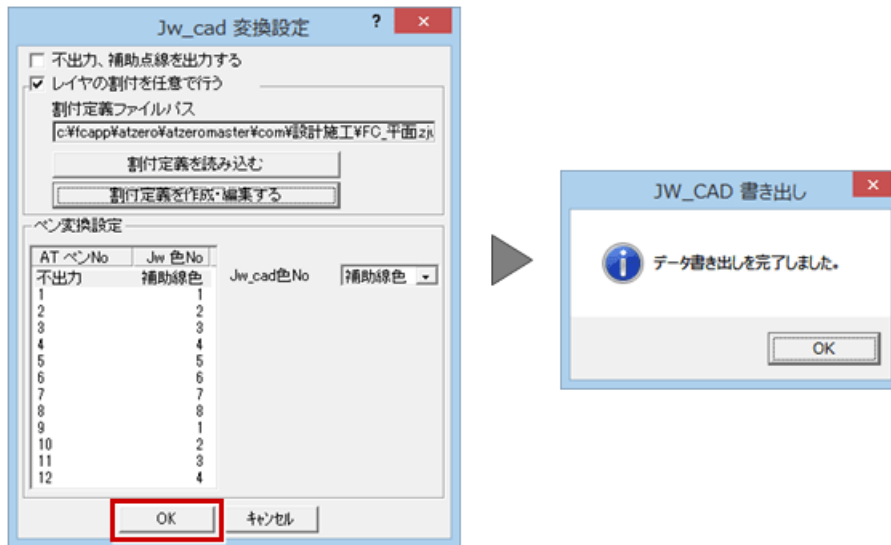 Jw_cad 変換設定
?
×
不出力、補助点線を出力する
レイヤの割付を任意で行う
割付定義ファイルパス
c:¥fcapp¥atzero¥atzeromaster¥com¥設計施工¥FC_平面.zju
割付定義を読み込む
割付定義を作成・編集する
ペン変換設定
AT ペンNo Jw 色No
不出力 補助線色
1 1
2 2
3 3
4 4
5 5
6 6
7 7
8 8
9 1
10 2
11 3
12 4
Jw_cad色No 補助線色
OK キャンセル
JW_CAD 書き出し
×
データ書き出しを完了しました。
OK